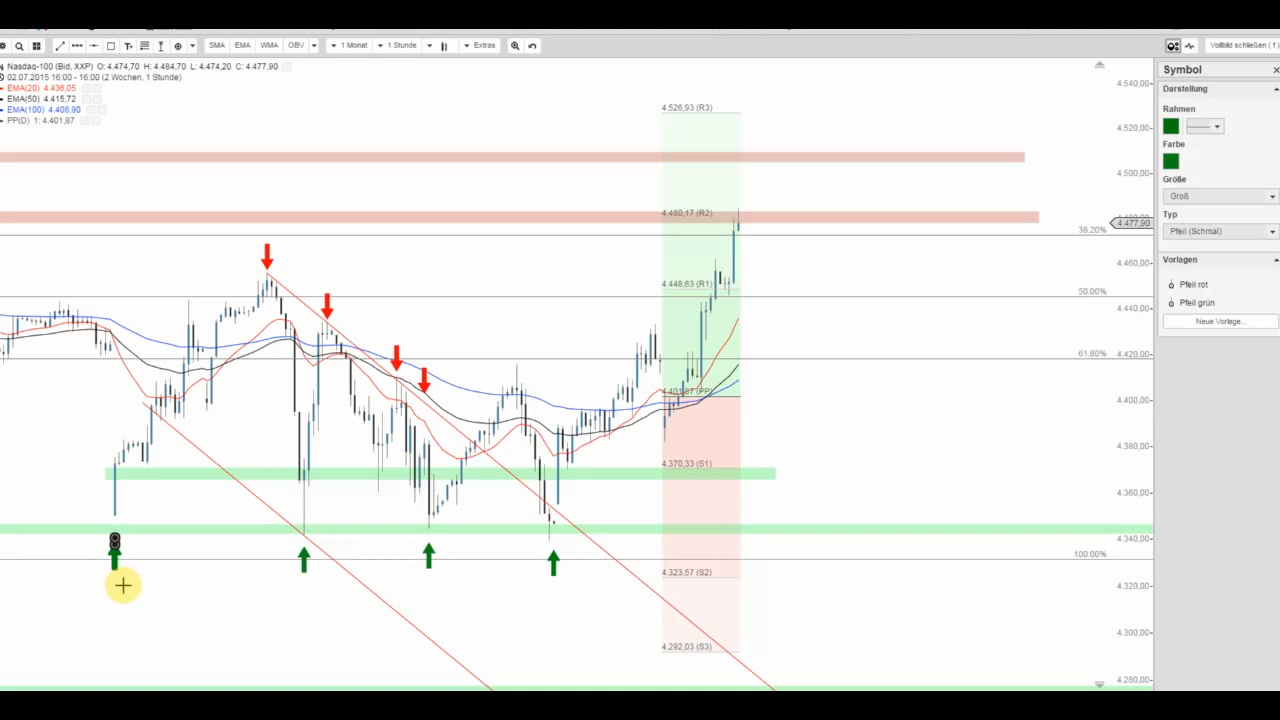 SMA EMA WMA OBV 1 Monat 1 Stunde Extras Vollbild schließen ( f )
Nasdaq-100 (Bid, XXP) O: 4.474,70 H: 4.484,70 L: 4.474,20 C: 4.477,90
02.07.2015 16:00 - 16:00 (2 Wochen, 1 Stunde)
EMA(20) 4.436,05
EMA(50) 4.415,72
EMA(100) 4.408,90
PP(D) 1: 4.401,87
4.526,93 (R3)
4.480,17 (R2)
4.448,63 (R1)
4.401,87 (PP)
4.370,33 (S1)
4.323,57 (S2)
4.292,03 (S3)
38.20%
50.00%
61.80%
100.00%
4.540,00
4.520,00
4.500,00
4.477,90
4.460,00
4.440,00
4.420,00
4.400,00
4.380,00
4.360,00
4.340,00
4.320,00
4.300,00
4.280,00
Symbol
Darstellung
Rahmen
Farbe
Größe
Groß
Typ
Pfeil (Schmal)
Vorlagen
Pfeil rot
Pfeil grün
Neue Vorlage...